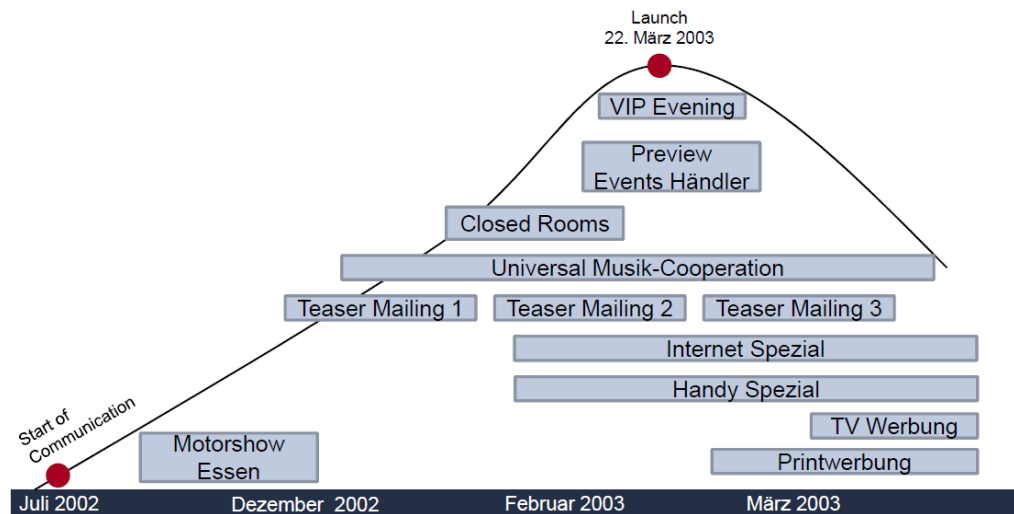 Launch
22. März 2003
VIP Evening
Preview
Events Händler
Closed Rooms
Universal Musik-Cooperation
Teaser Mailing 1
Teaser Mailing 2
Teaser Mailing 3
Internet Spezial
Handy Spezial
Start of
Communication
TV Werbung
Motorshow
Essen
Printwerbung
Juli 2002
Dezember 2002
Februar 2003
März 2003